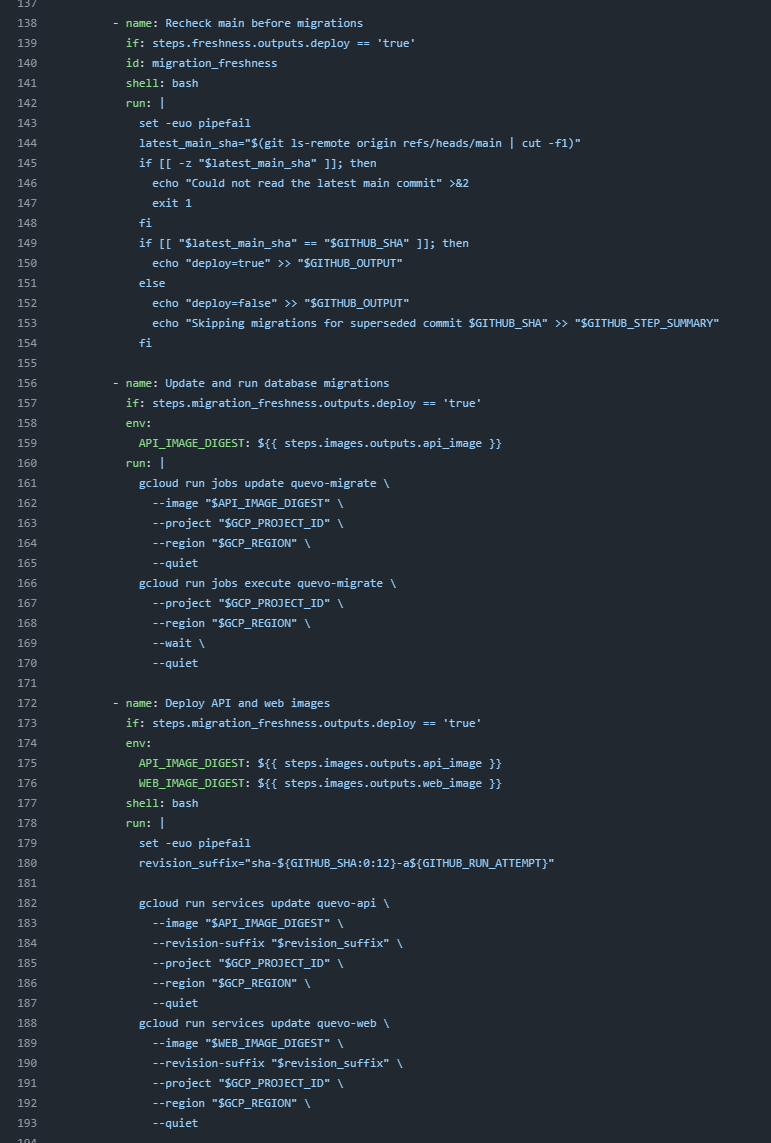 137
138 - name: Recheck main before migrations
139 if: steps.freshness.outputs.deploy == 'true'
140 id: migration_freshness
141 shell: bash
142 run: |
143 set -euo pipefail
144 latest_main_sha="$(git ls-remote origin refs/heads/main | cut -f1)"
145 if [[ -z "$latest_main_sha" ]]; then
146 echo "Could not read the latest main commit" >&2
147 exit 1
148 fi
149 if [[ "$latest_main_sha" == "$GITHUB_SHA" ]]; then
150 echo "deploy=true" >> "$GITHUB_OUTPUT"
151 else
152 echo "deploy=false" >> "$GITHUB_OUTPUT"
153 echo "Skipping migrations for superseded commit $GITHUB_SHA" >> "$GITHUB_STEP_SUMMARY"
154 fi
155
156 - name: Update and run database migrations
157 if: steps.migration_freshness.outputs.deploy == 'true'
158 env:
159 API_IMAGE_DIGEST: ${{ steps.images.outputs.api_image }}
160 run: |
161 gcloud run jobs update quevo-migrate \
162 --image "$API_IMAGE_DIGEST" \
163 --project "$GCP_PROJECT_ID" \
164 --region "$GCP_REGION" \
165 --quiet
166 gcloud run jobs execute quevo-migrate \
167 --project "$GCP_PROJECT_ID" \
168 --region "$GCP_REGION" \
169 --wait \
170 --quiet
171
172 - name: Deploy API and web images
173 if: steps.migration_freshness.outputs.deploy == 'true'
174 env:
175 API_IMAGE_DIGEST: ${{ steps.images.outputs.api_image }}
176 WEB_IMAGE_DIGEST: ${{ steps.images.outputs.web_image }}
177 shell: bash
178 run: |
179 set -euo pipefail
180 revision_suffix="sha-${GITHUB_SHA:0:12}-a${GITHUB_RUN_ATTEMPT}"
181
182 gcloud run services update quevo-api \
183 --image "$API_IMAGE_DIGEST" \
184 --revision-suffix "$revision_suffix" \
185 --project "$GCP_PROJECT_ID" \
186 --region "$GCP_REGION" \
187 --quiet
188 gcloud run services update quevo-web \
189 --image "$WEB_IMAGE_DIGEST" \
190 --revision-suffix "$revision_suffix" \
191 --project "$GCP_PROJECT_ID" \
192 --region "$GCP_REGION" \
193 --quiet
194